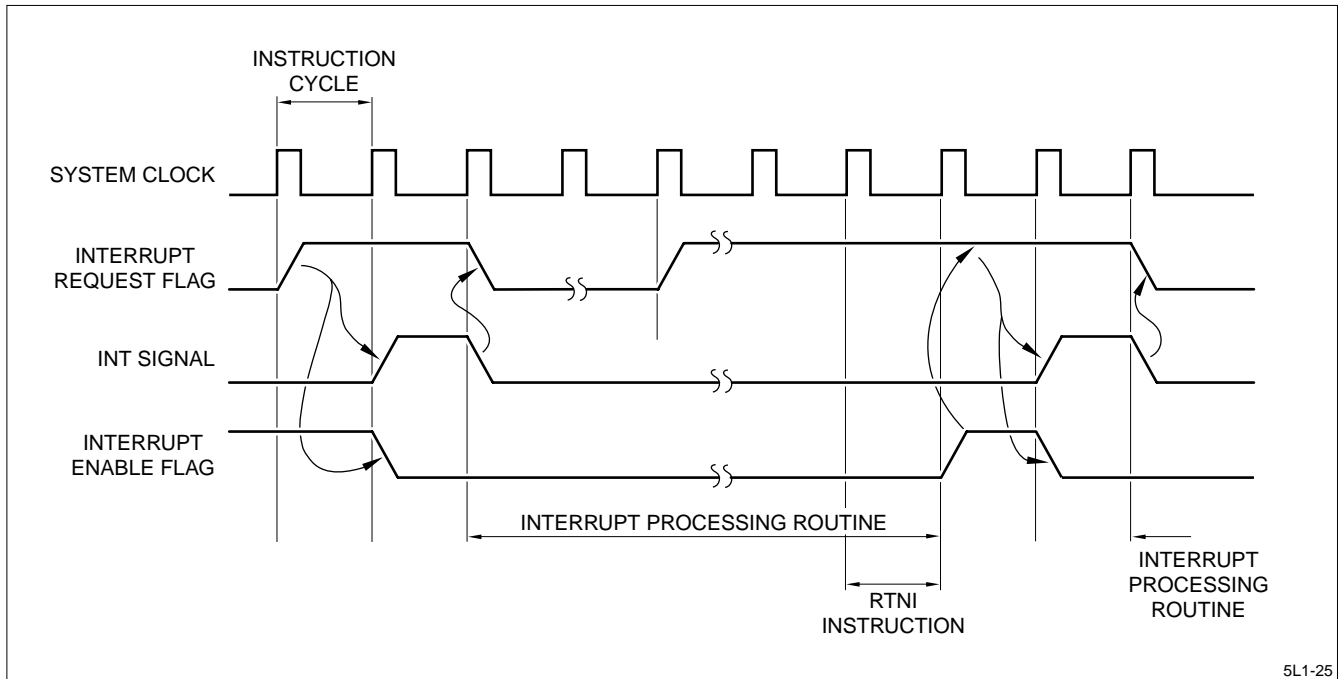 INSTRUCTION
CYCLE
SYSTEM CLOCK
INTERRUPT
REQUEST FLAG
INT SIGNAL
INTERRUPT
ENABLE FLAG
INTERRUPT PROCESSING ROUTINE
RTNI
INSTRUCTION
INTERRUPT
PROCESSING
ROUTINE
5L1-25